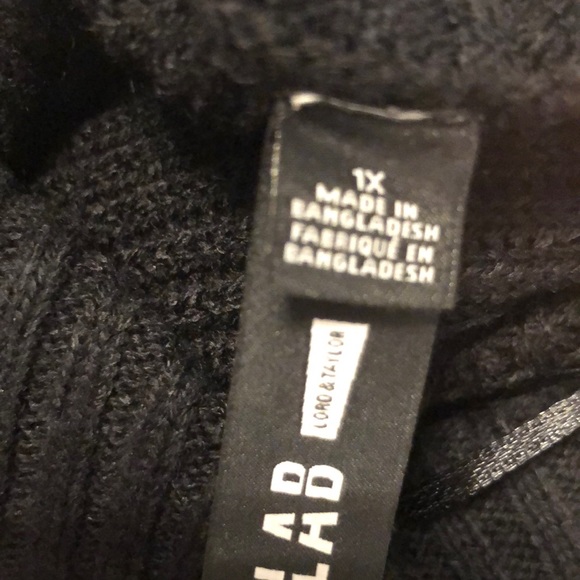 1X
MADE IN
BANGLADESH
FABRIQUÉ EN
BANGLADESH
LORD & TAYLOR
LAB
LAB